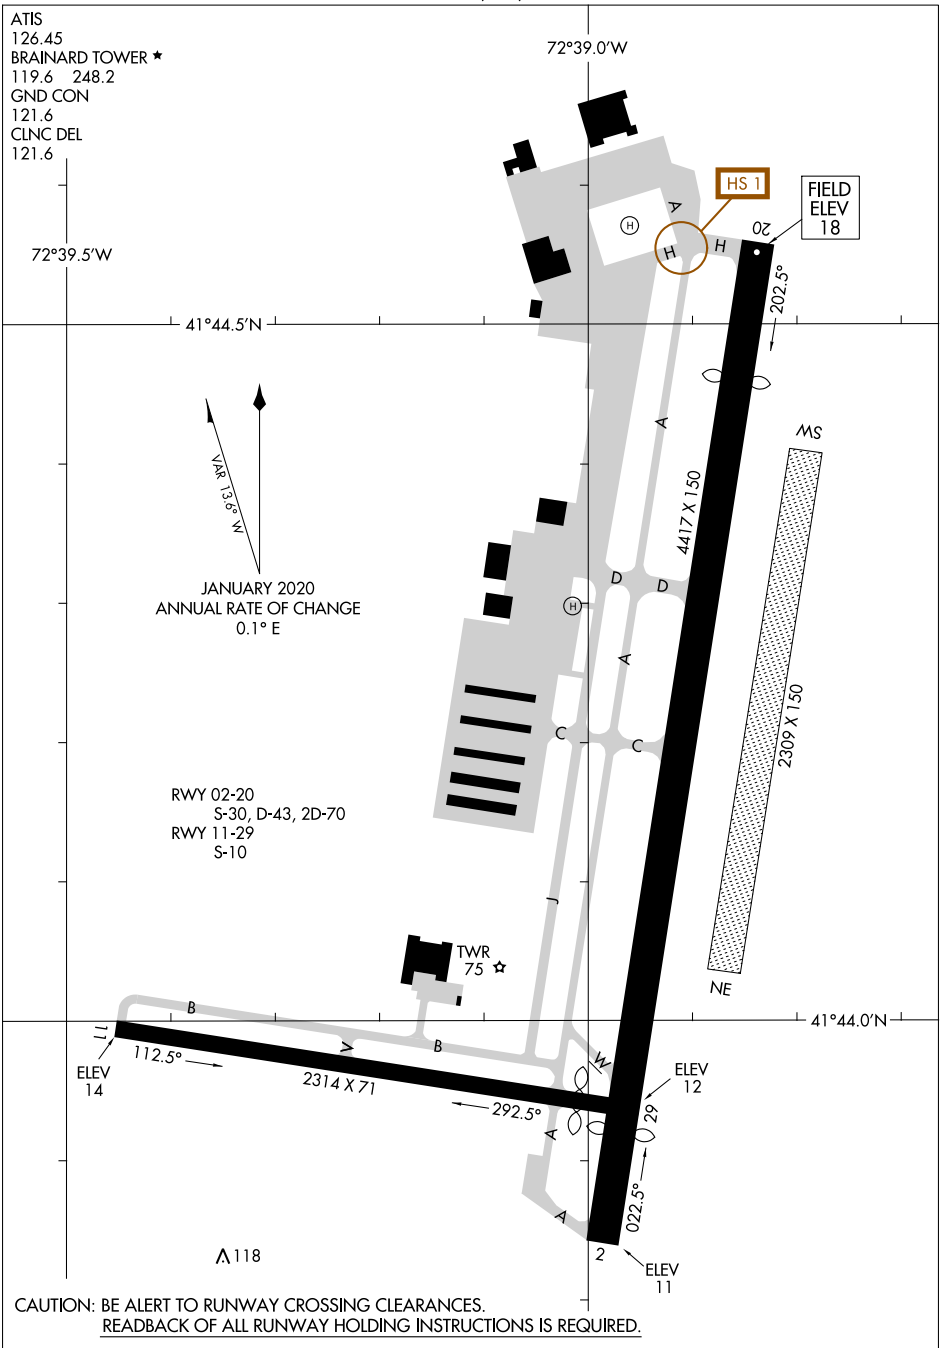 ATIS
126.45
BRAINARD TOWER ★
119.6 248.2
GND CON
121.6
CLNC DEL
121.6
72°39.0'W
HS 1
FIELD
ELEV
18
A
H
H
H
20
72°39.5'W
202.5°
41°44.5'N
A
SW
VAR 13.6° W
4417 X 150
JANUARY 2020
ANNUAL RATE OF CHANGE
0.1° E
D
D
H
A
2309 X 150
C
C
RWY 02-20
S-30, D-43, 2D-70
RWY 11-29
S-10
J
TWR
75
NE
B
41°44.0'N
11
V
B
112.5°
W
ELEV
14
2314 X 71
ELEV
12
292.5°
29
A
022.5°
A
2
118
ELEV
11
CAUTION: BE ALERT TO RUNWAY CROSSING CLEARANCES.
READBACK OF ALL RUNWAY HOLDING INSTRUCTIONS IS REQUIRED.